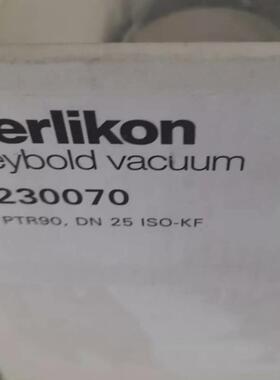 erlikon
eybold vacuum
230070
PTR90, DN 25 ISO-KF